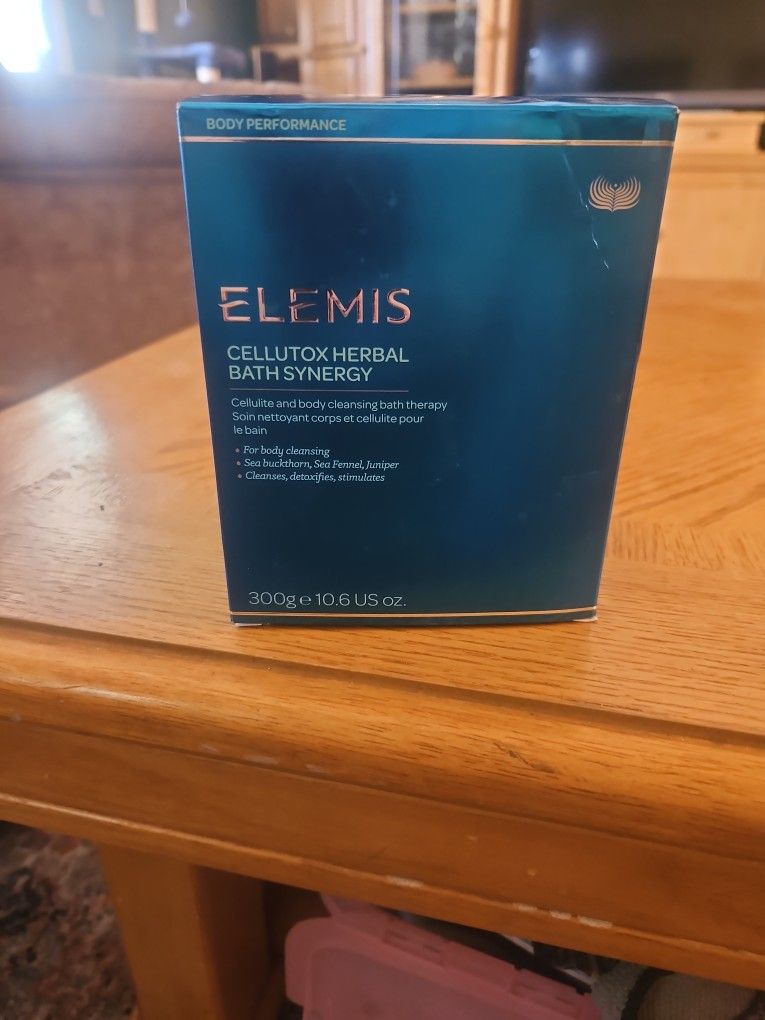 BODY PERFORMANCE
ELEMIS
CELLUTOX HERBAL
BATH SYNERGY
Cellulite and body cleansing bath therapy
Soin nettoyant corps et cellulite pour
le bain
• For body cleansing
• Sea buckthorn, Sea Fennel, Juniper
• Cleanses, detoxifies, stimulates
300g e 10.6 US oz.